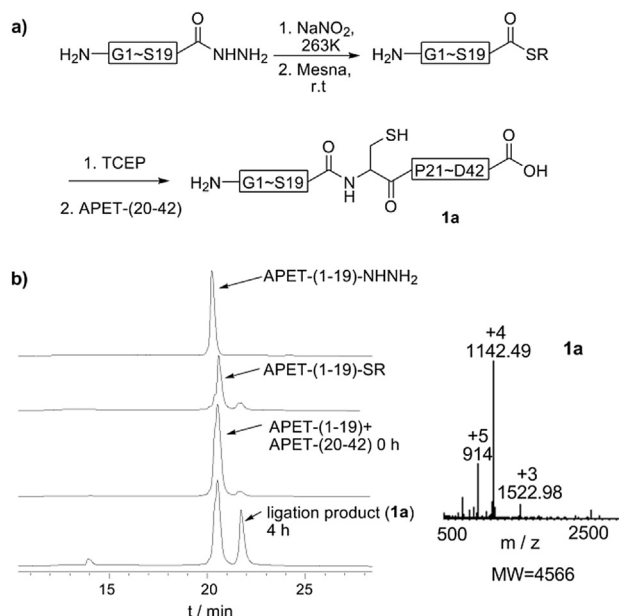 a)
H₂N G1~S19 O NHNH₂
1. NaNO₂,
263K
2. Mesna,
r.t
H₂N G1~S19 O SR
1. TCEP
2. APET-(20-42)
H₂N G1~S19 O N H SH O P21~D42 O OH
1a
b)
APET-(1-19)-NHNH₂
APET-(1-19)-SR
APET-(1-19)+
APET-(20-42) 0 h
ligation product (1a)
4 h
15 20 25
t / min
+4
1142.49
1a
+5
914
+3
1522.98
500 2500
m / z
MW=4566